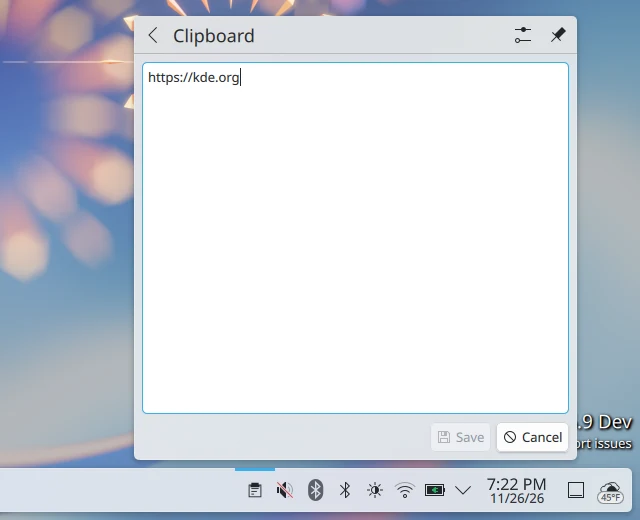 Clipboard
https://kde.org
.9 Dev
ort issues
Save
Cancel
7:22 PM
11/26/26
45°F